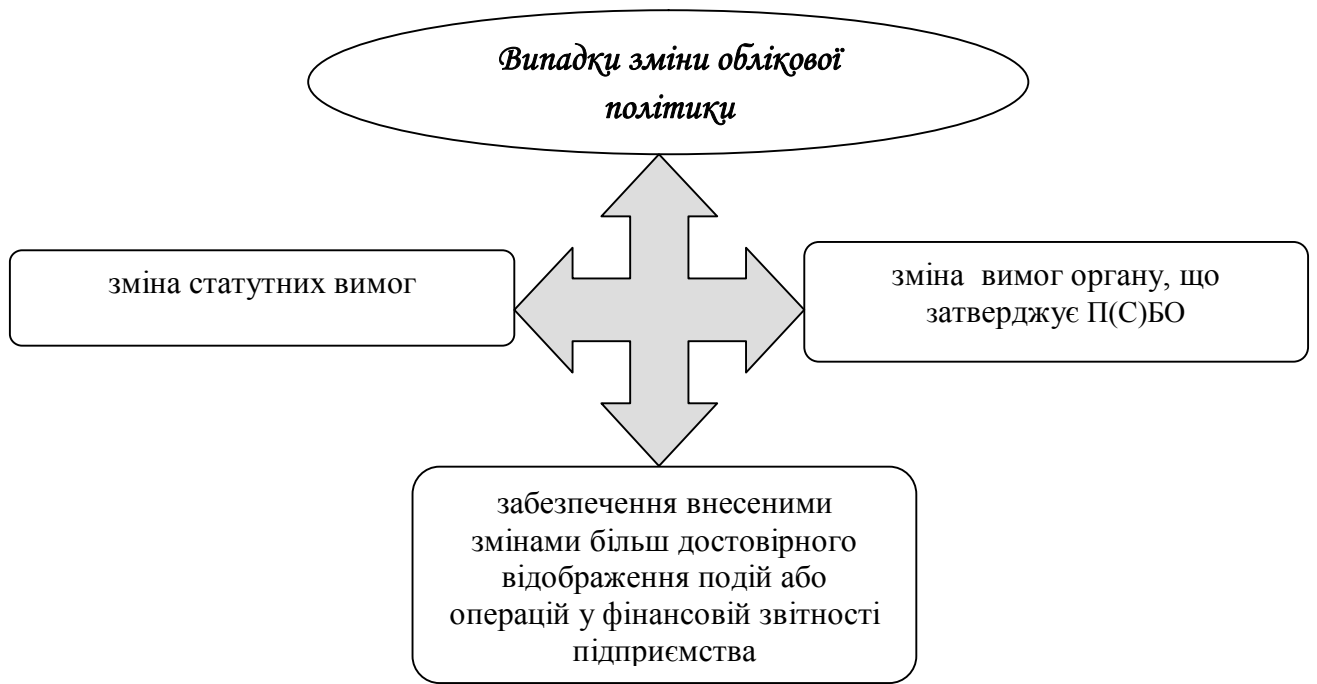 Випадки зміни облікової
політики
зміна статутних вимог
зміна вимог органу, що
затверджує П(С)БО
забезпечення внесеними
змінами більш достовірного
відображення подій або
операцій у фінансовій звітності
підприємства